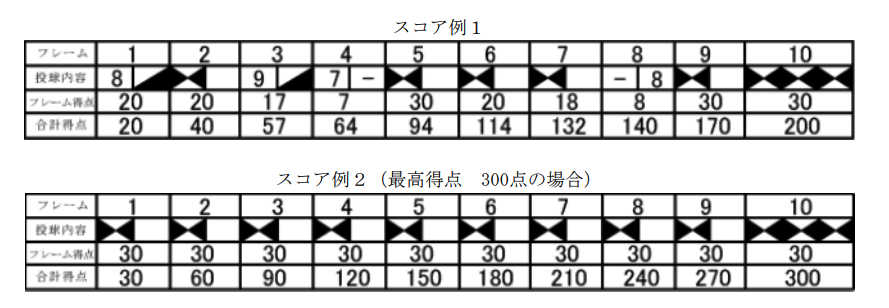 スコア例１
フレーム 1 2 3 4 5 6 7 8 9 10
投球内容 8 9 7 － － 8
フレーム得点 20 20 17 7 30 20 18 8 30 30
合計得点 20 40 57 64 94 114 132 140 170 200
スコア例２（最高得点　300点の場合）
フレーム 1 2 3 4 5 6 7 8 9 10
投球内容
フレーム得点 30 30 30 30 30 30 30 30 30 30
合計得点 30 60 90 120 150 180 210 240 270 300